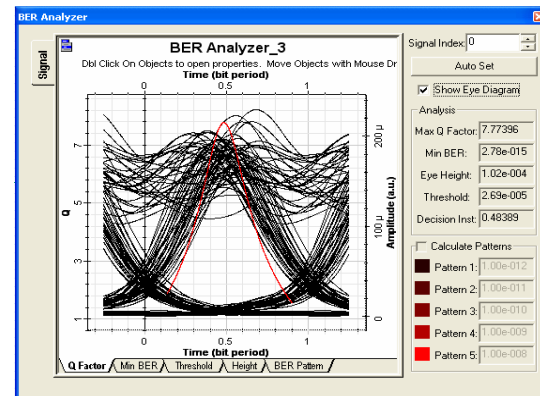 BER Analyzer
Signal
BER Analyzer_3
Dbl Click On Objects to open properties. Move Objects with Mouse Dr
Time (bit period)
0 0.5 1
Q
1 3 5 7
Amplitude (a.u.)
0 100 µ 200 µ
0 0.5 1
Time (bit period)
Q Factor Min BER Threshold Height BER Pattern
Signal Index: 0
Auto Set
Show Eye Diagram
Analysis
Max Q Factor: 7.77396
Min BER: 2.78e-015
Eye Height: 1.02e-004
Threshold: 2.69e-005
Decision Inst: 0.48389
Calculate Patterns
Pattern 1: 1.00e-012
Pattern 2: 1.00e-011
Pattern 3: 1.00e-010
Pattern 4: 1.00e-009
Pattern 5: 1.00e-008